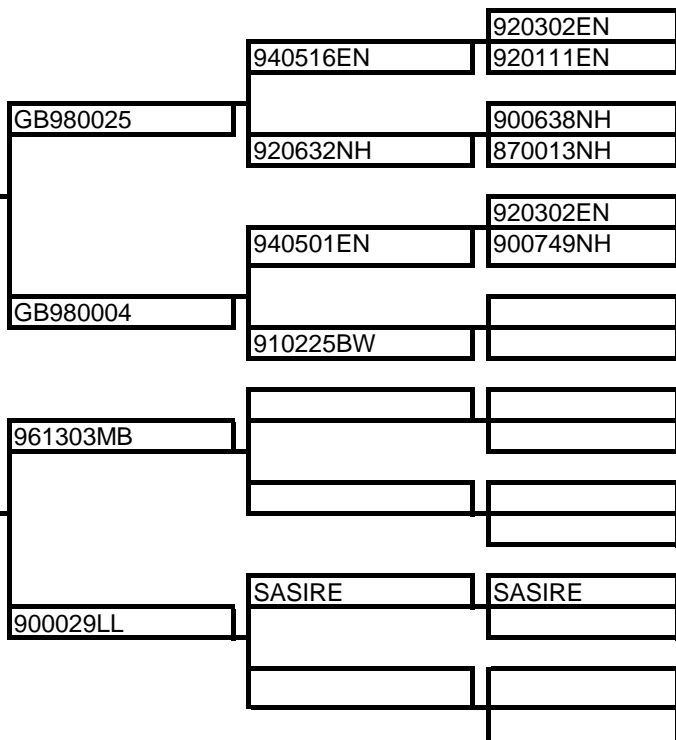 920302EN
940516EN 920111EN
GB980025 900638NH
920632NH 870013NH
920302EN
940501EN 900749NH
GB980004
910225BW
961303MB
SASIRE SASIRE
900029LL